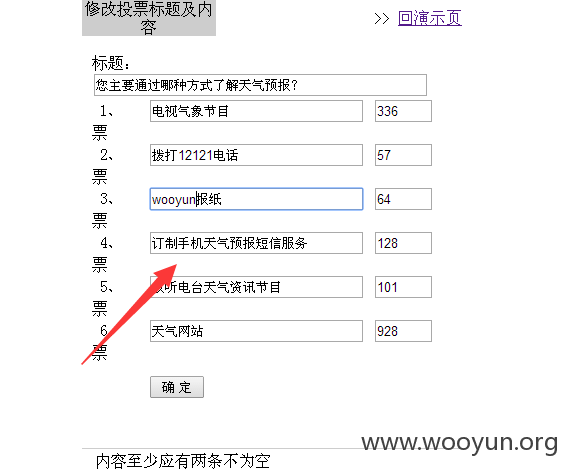 修改投票标题及内
容
>> 回演示页
标题：
您主要通过哪种方式了解天气预报？
1、 电视气象节目 336
票
2、 拨打12121电话 57
票
3、 wooyun报纸 64
票
4、 订制手机天气预报短信服务 128
票
5、 听电台天气资讯节目 101
票
6、 天气网站 928
票
确 定
www.wooyun.org
内容至少应有两条不为空